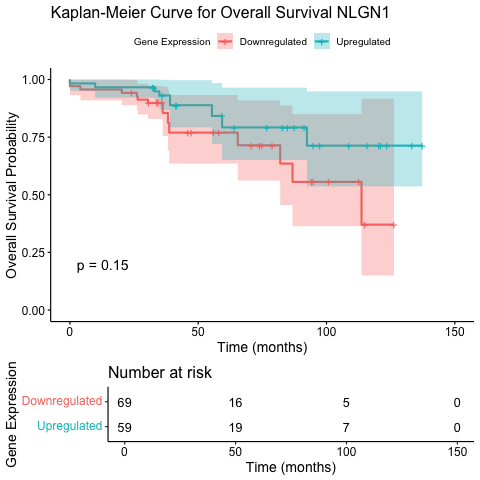 Kaplan-Meier Curve for Overall Survival NLGN1
Gene Expression Downregulated Upregulated
Overall Survival Probability
1.00
0.75
0.50
0.25
0.00
p = 0.15
0 50 100 150
Time (months)
Number at risk
Gene Expression
Downregulated 69 16 5 0
Upregulated 59 19 7 0
0 50 100 150
Time (months)